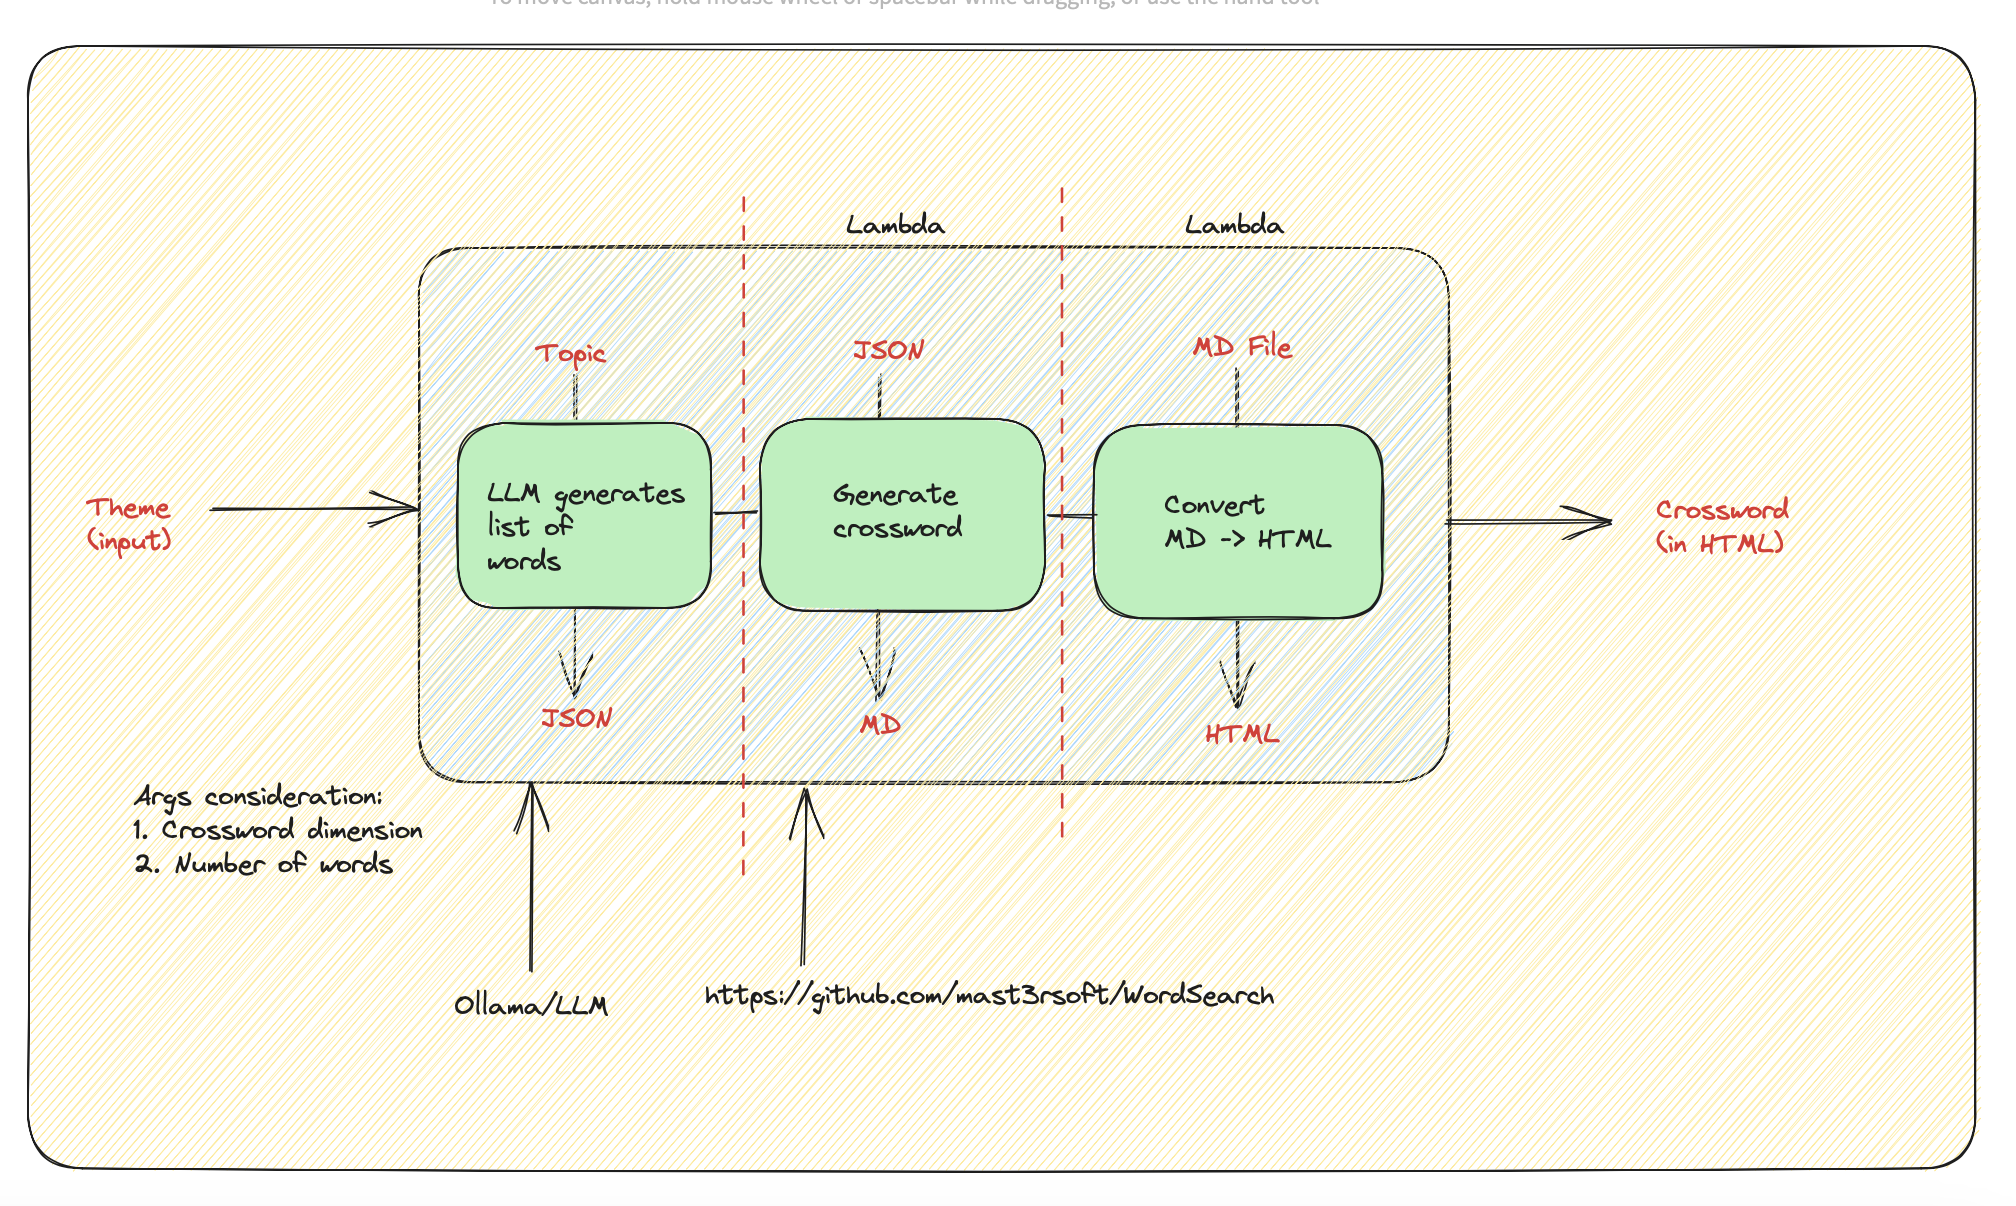 To move canvas, hold mouse wheel or spacebar while dragging, or use the hand tool
Lambda
Lambda
Topic
JSON
MD File
Theme
(input)
LLM generates
list of
words
Generate
crossword
Convert
MD -> HTML
Crossword
(in HTML)
JSON
MD
HTML
Args consideration:
1. Crossword dimension
2. Number of words
Ollama/LLM
https://github.com/mast3rsoft/WordSearch